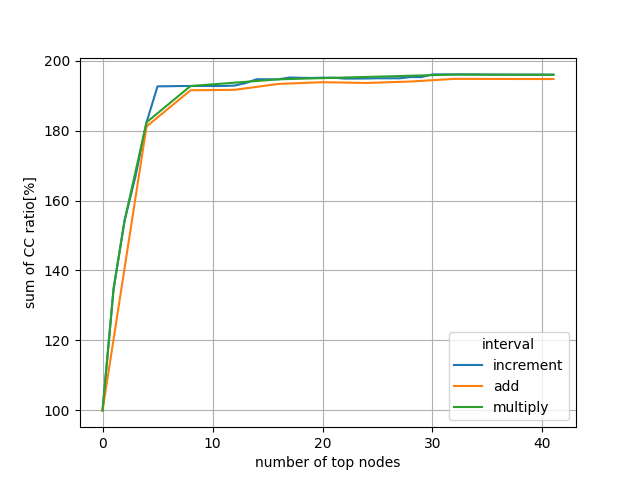 200
180
160
140
120
100
sum of CC ratio[%]
interval
increment
add
multiply
0
10
20
30
40
number of top nodes